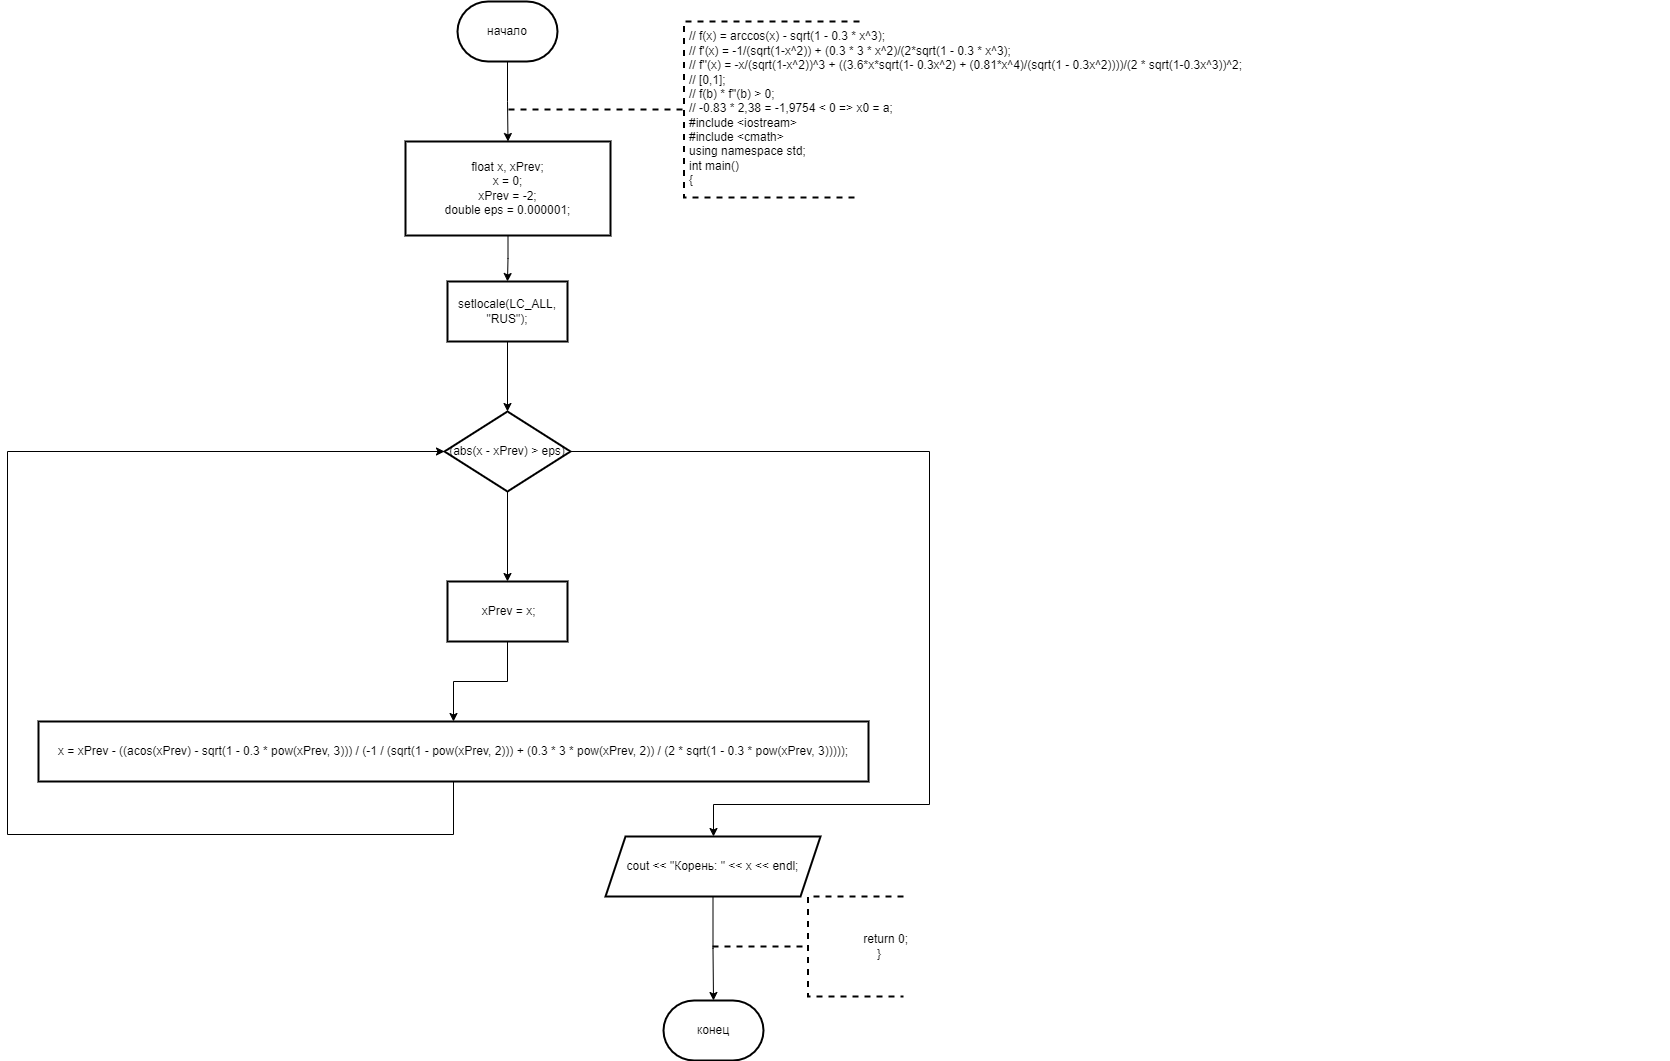 начало
// f(x) = arccos(x) - sqrt(1 - 0.3 * x^3);
// f'(x) = -1/(sqrt(1-x^2)) + (0.3 * 3 * x^2)/(2*sqrt(1 - 0.3 * x^3);
// f''(x) = -x/(sqrt(1-x^2))^3 + ((3.6*x*sqrt(1- 0.3x^2) + (0.81*x^4)/(sqrt(1 - 0.3x^2))))/(2 * sqrt(1-0.3x^3))^2;
// [0,1];
// f(b) * f''(b) > 0;
// -0.83 * 2,38 = -1,9754 < 0 => x0 = a;
#include <iostream>
#include <cmath>
using namespace std;
int main()
{
float x, xPrev;
x = 0;
xPrev = -2;
double eps = 0.000001;
setlocale(LC_ALL,
"RUS");
(abs(x - xPrev) > eps)
xPrev = x;
x = xPrev - ((acos(xPrev) - sqrt(1 - 0.3 * pow(xPrev, 3))) / (-1 / (sqrt(1 - pow(xPrev, 2))) + (0.3 * 3 * pow(xPrev, 2)) / (2 * sqrt(1 - 0.3 * pow(xPrev, 3)))));
cout << "Корень: " << x << endl;
return 0;
}
конец